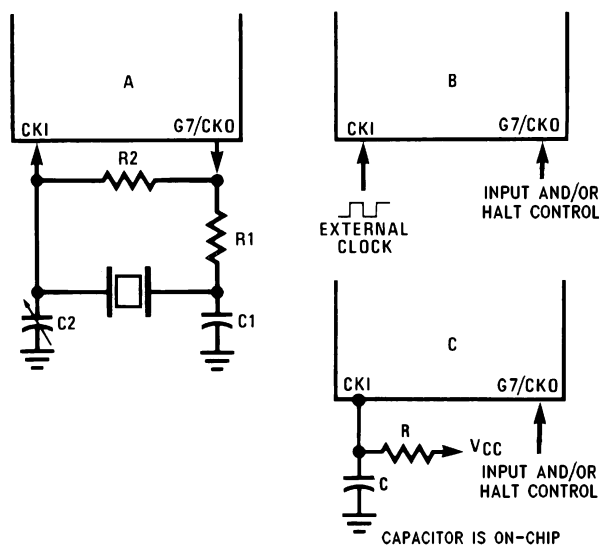 A
CKI
G7/CKO
R2
R1
C2
C1
B
CKI
G7/CKO
EXTERNAL
CLOCK
INPUT AND/OR
HALT CONTROL
C
CKI
G7/CKO
R
VCC
C
INPUT AND/OR
HALT CONTROL
CAPACITOR IS ON-CHIP